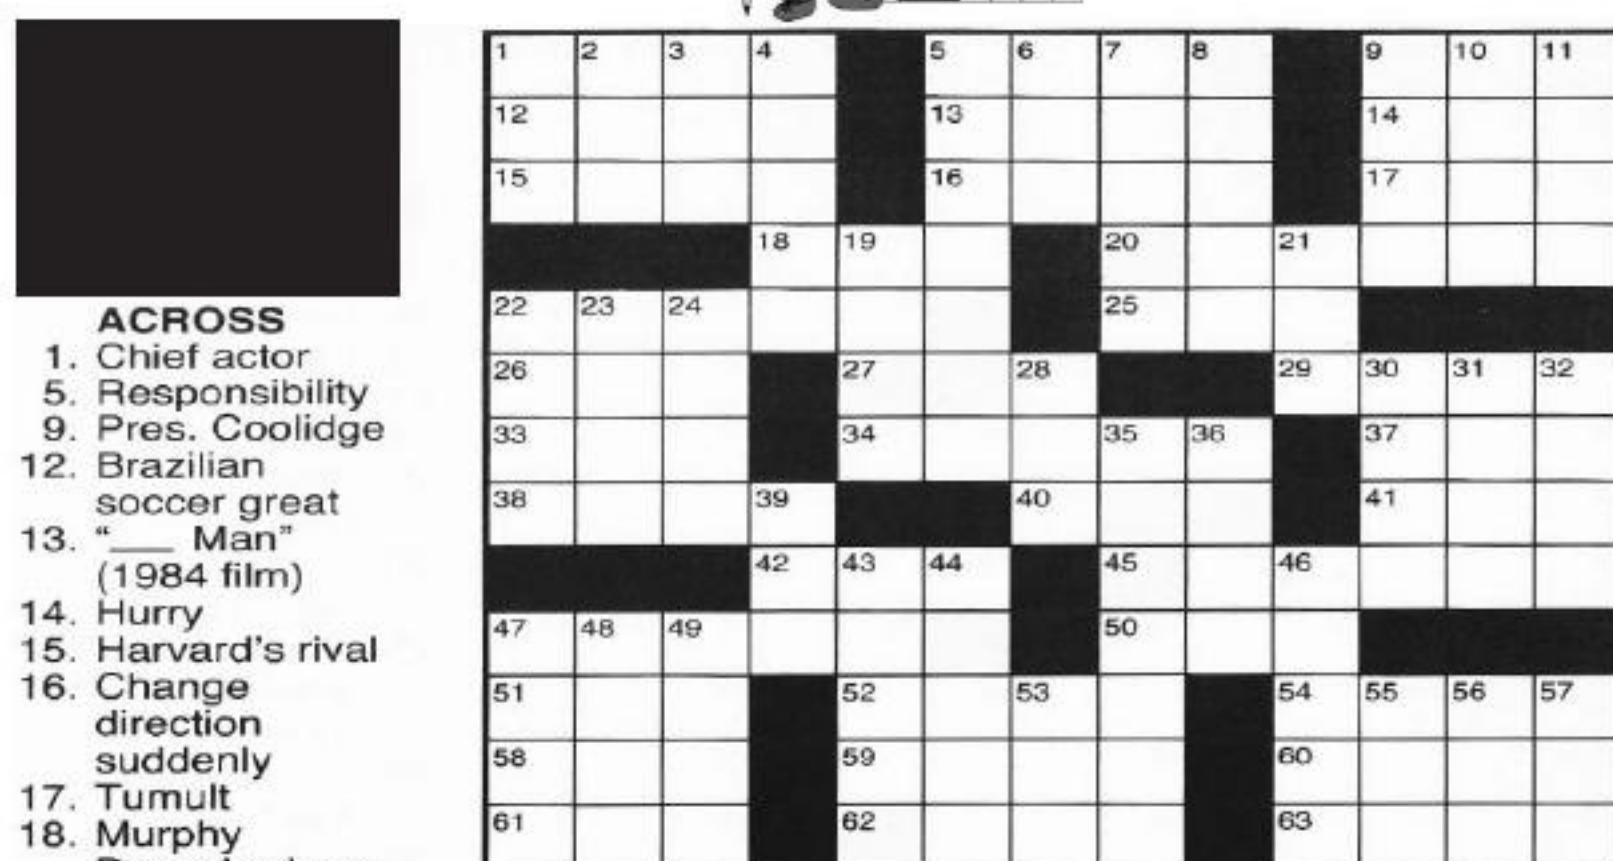 ACROSS
1. Chief actor
5. Responsibility
9. Pres. Coolidge
12. Brazilian
soccer great
13. “___ Man”
(1984 film)
14. Hurry
15. Harvard's rival
16. Change
direction
suddenly
17. Tumult
18. Murphy
1 2 3 4 5 6 7 8 9 10 11
12 13 14
15 16 17
18 19 20 21
22 23 24 25
26 27 28 29 30 31 32
33 34 35 36 37
38 39 40 41
42 43 44 45 46
47 48 49 50
51 52 53 54 55 56 57
58 59 60
61 62 63